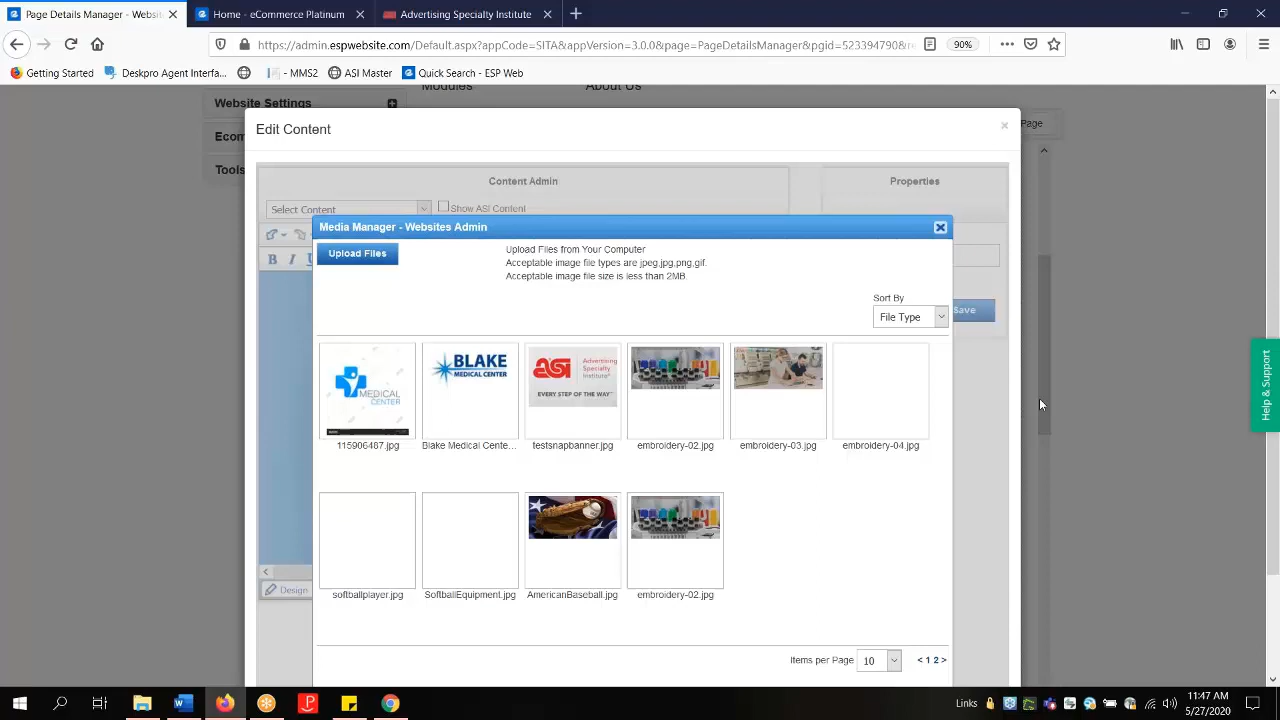 Page Details Manager - Websit
Home - eCommerce Platinum
Advertising Specialty Institute
https://admin.espwebsite.com/Default.aspx?appCode=SITA&appVersion=3.0.0&page=PageDetailsManager&pgid=523394790&re
90%
Getting Started
Deskpro Agent Interfa...
- MMS2
ASI Master
Quick Search - ESP Web
Modules
About Us
Website Settings
Page
Edit Content
Ecom
Tools
Content Admin
Properties
Select Content
Show ASI Content
Media Manager - Websites Admin
Upload Files
Upload Files from Your Computer
Acceptable image file types are jpeg,jpg,png,gif.
Acceptable image file size is less than 2MB.
B I U
Sort By
File Type
Save
MEDICAL
CENTER
BLAKE
MEDICAL CENTER
asi
Advertising
Specialty
Institute
EVERY STEP OF THE WAY
115906487.jpg
Blake Medical Cente...
testsnapbanner.jpg
embroidery-02.jpg
embroidery-03.jpg
embroidery-04.jpg
softballplayer.jpg
SoftballEquipment.jpg
AmericanBaseball.jpg
embroidery-02.jpg
Design
Items per Page
10
< 1 2 >
Help & Support
Links
11:47 AM
5/27/2020